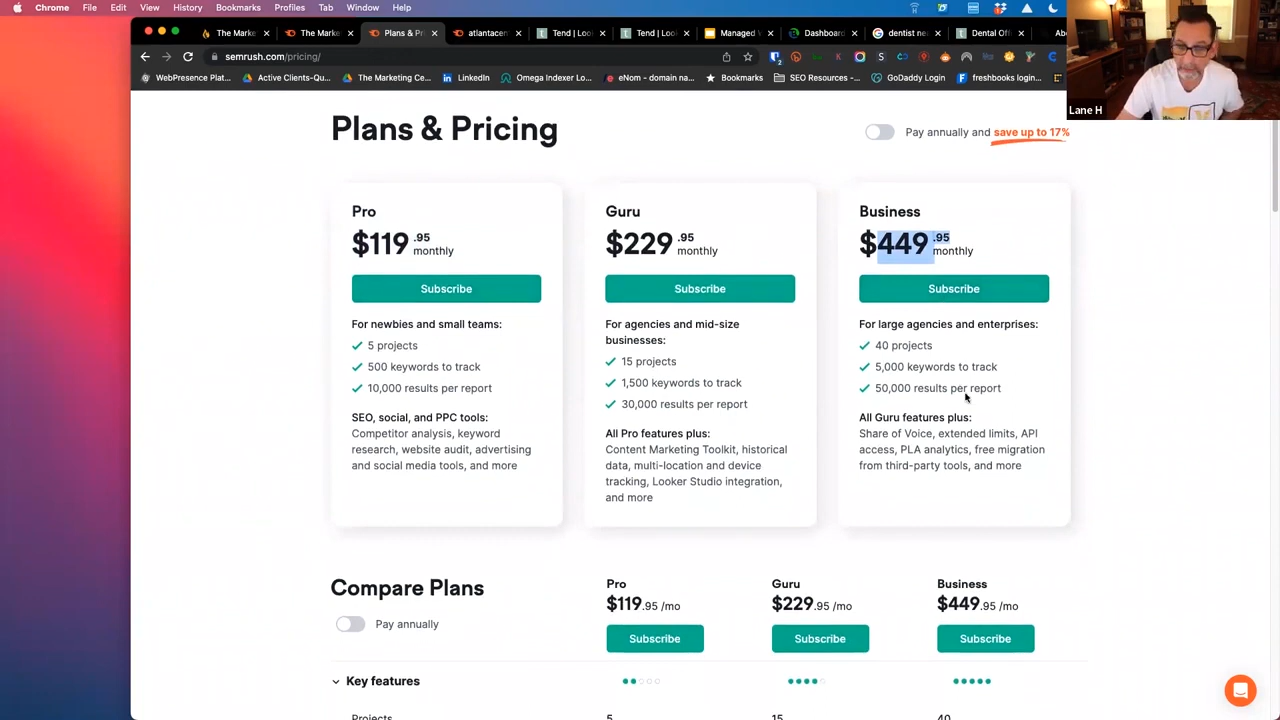 Chrome File Edit View History Bookmarks Profiles Tab Window Help
The Marke
The Marke
Plans & Pri
atlantacen
Tend | Loo
Tend | Loo
Managed
Dashboard
dentist ne
Dental Off
Abo
semrush.com/pricing/
WebPresence Plat...
Active Clients-Qu...
The Marketing Ce...
LinkedIn
Omega Indexer Lo...
eNom - domain na...
Bookmarks
SEO Resources -...
GoDaddy Login
freshbooks login...
Lane H
Plans & Pricing
Pay annually and save up to 17%
Pro
$119 .95
monthly
Subscribe
For newbies and small teams:
5 projects
500 keywords to track
10,000 results per report
SEO, social, and PPC tools:
Competitor analysis, keyword
research, website audit, advertising
and social media tools, and more
Guru
$229 .95
monthly
Subscribe
For agencies and mid-size
businesses:
15 projects
1,500 keywords to track
30,000 results per report
All Pro features plus:
Content Marketing Toolkit, historical
data, multi-location and device
tracking, Looker Studio integration,
and more
Business
$449 .95
monthly
Subscribe
For large agencies and enterprises:
40 projects
5,000 keywords to track
50,000 results per report
All Guru features plus:
Share of Voice, extended limits, API
access, PLA analytics, free migration
from third-party tools, and more
Compare Plans
Pay annually
Pro
$119.95 /mo
Subscribe
Guru
$229.95 /mo
Subscribe
Business
$449.95 /mo
Subscribe
Key features
Projects 5 15 40